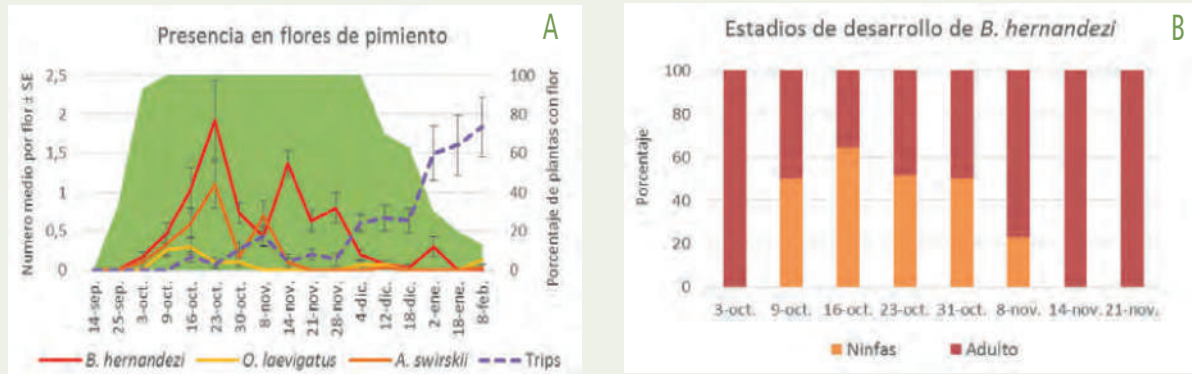 A
Presencia en flores de pimiento
Numero medio por flor ± SE
2,5
2
1,5
1
0,5
0
100
80
60
40
20
0
Porcentaje de plantas con flor
14-sep.
25-sep.
3-oct.
9-oct.
16-oct.
23-oct.
30-oct.
8-nov.
14-nov.
21-nov.
28-nov.
4-dic.
12-dic.
18-dic.
2-ene.
18-ene.
8-feb.
B. hernandezi O. laevigatus A. swirskii Trips
B
Estadios de desarrollo de B. hernandezi
Porcentaje
100
80
60
40
20
0
3-oct. 9-oct. 16-oct. 23-oct. 31-oct. 8-nov. 14-nov. 21-nov.
Ninfas Adulto